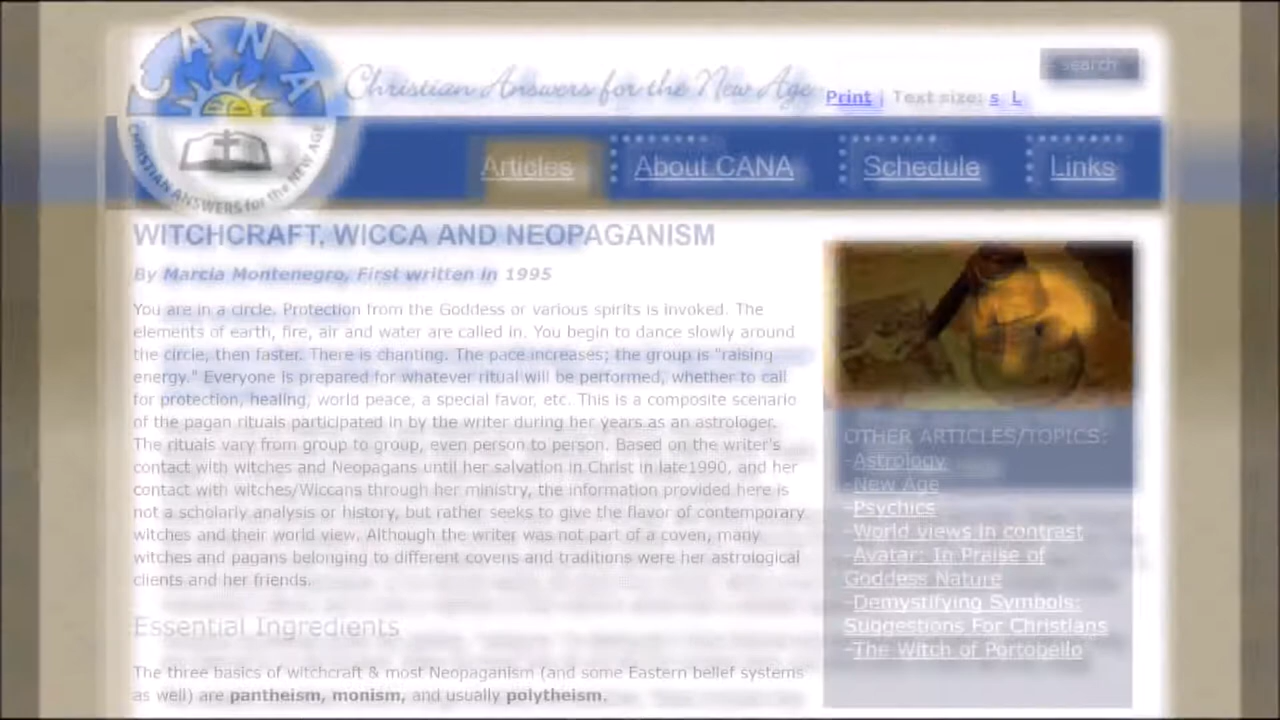 CANA
CHRISTIAN ANSWERS for the NEW AGE
Christian Answers for the New Age
search
Print | Text size: s L
Articles
About CANA
Schedule
Links
WITCHCRAFT, WICCA AND NEOPAGANISM
By Marcia Montenegro, First written in 1995
You are in a circle. Protection from the Goddess or various spirits is invoked. The
elements of earth, fire, air and water are called in. You begin to dance slowly around
the circle, then faster. There is chanting. The pace increases; the group is "raising
energy." Everyone is prepared for whatever ritual will be performed, whether to call
for protection, healing, world peace, a special favor, etc. This is a composite scenario
of the pagan rituals participated in by the writer during her years as an astrologer.
The rituals vary from group to group, even person to person. Based on the writer's
contact with witches and Neopagans until her salvation in Christ in late1990, and her
contact with witches/Wiccans through her ministry, the information provided here is
not a scholarly analysis or history, but rather seeks to give the flavor of contemporary
witches and their world view. Although the writer was not part of a coven, many
witches and pagans belonging to different covens and traditions were her astrological
clients and her friends.
Essential Ingredients
The three basics of witchcraft & most Neopaganism (and some Eastern belief systems
as well) are pantheism, monism, and usually polytheism.
OTHER ARTICLES/TOPICS:
-Astrology
-New Age
-Psychics
-World views in contrast
-Avatar: In Praise of
Goddess Nature
-Demystifying Symbols:
Suggestions For Christians
-The Witch of Portobello